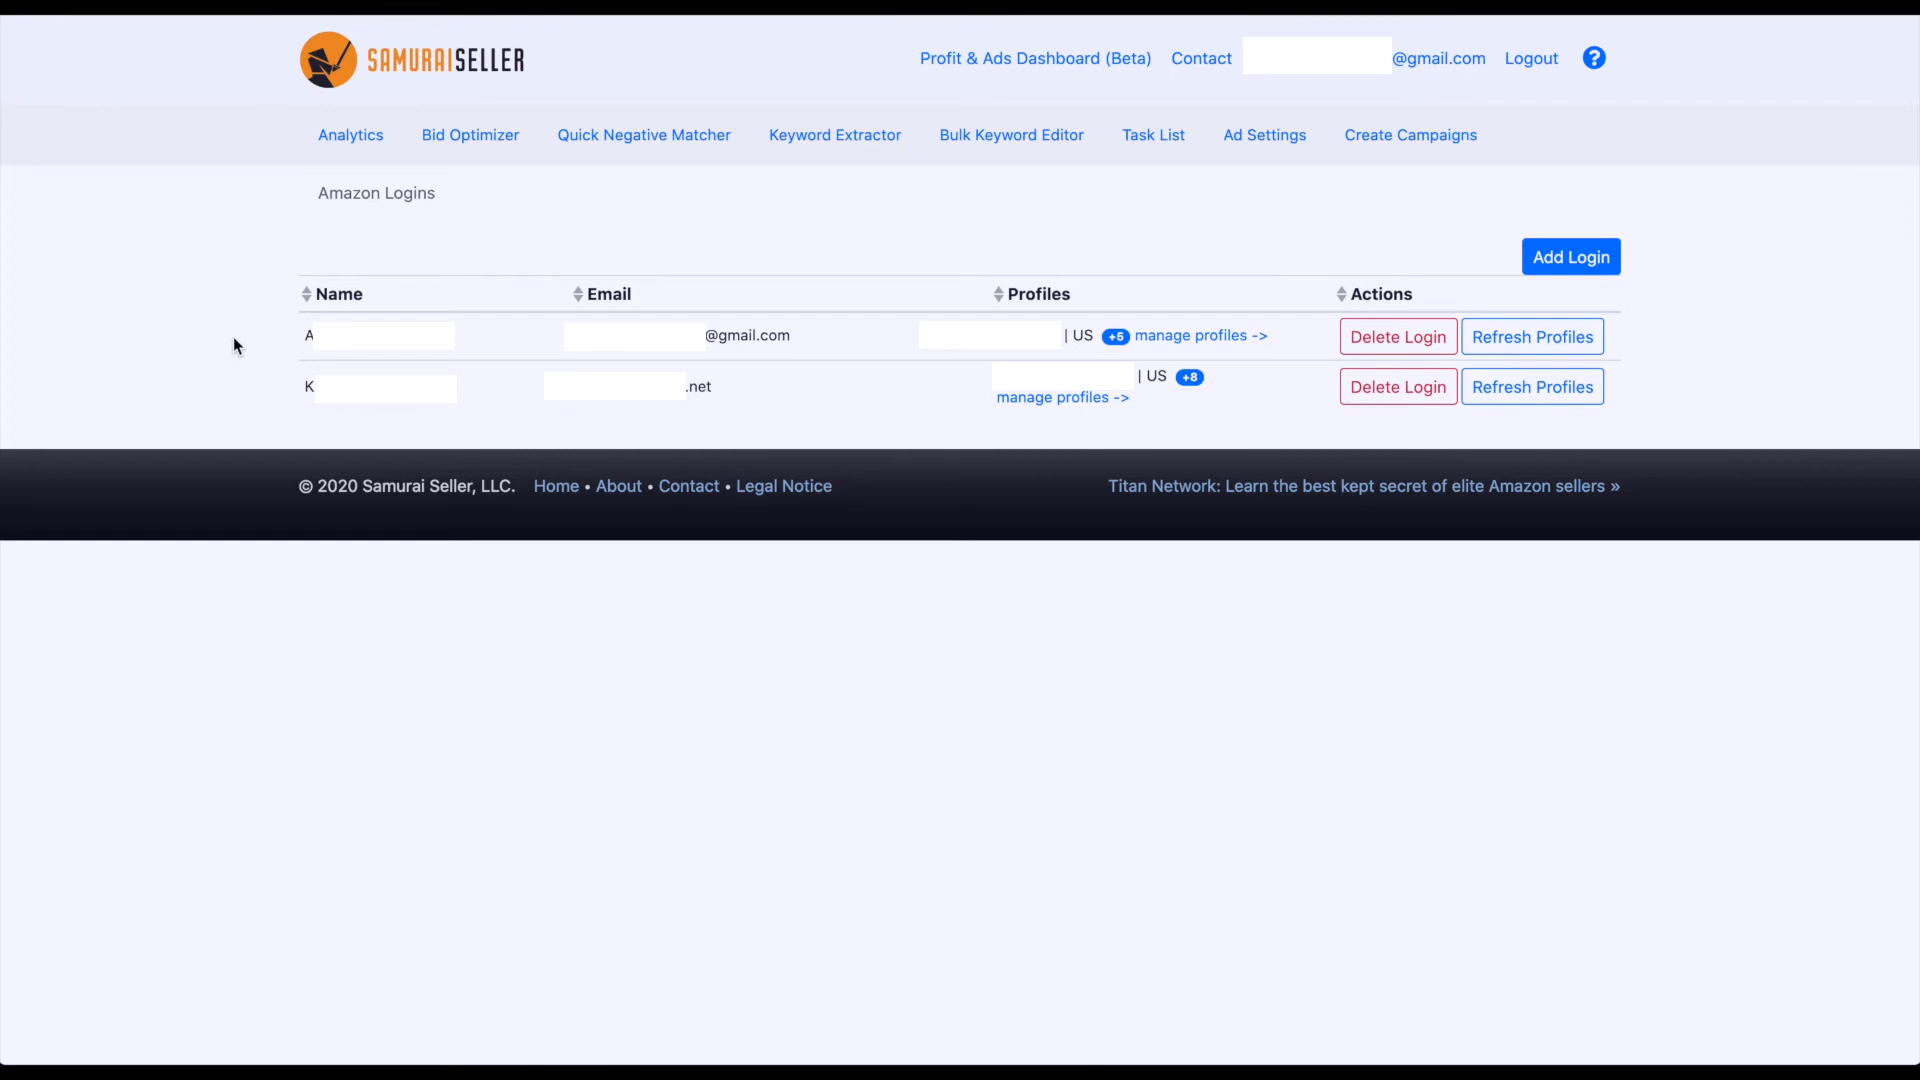 SAMURAISELLER
Profit & Ads Dashboard (Beta) Contact @gmail.com Logout ?
Analytics Bid Optimizer Quick Negative Matcher Keyword Extractor Bulk Keyword Editor Task List Ad Settings Create Campaigns
Amazon Logins
Add Login
Name Email Profiles Actions
A @gmail.com | US +5 manage profiles -> Delete Login Refresh Profiles
K .net | US +8 Delete Login Refresh Profiles
manage profiles ->
© 2020 Samurai Seller, LLC. Home • About • Contact • Legal Notice Titan Network: Learn the best kept secret of elite Amazon sellers »